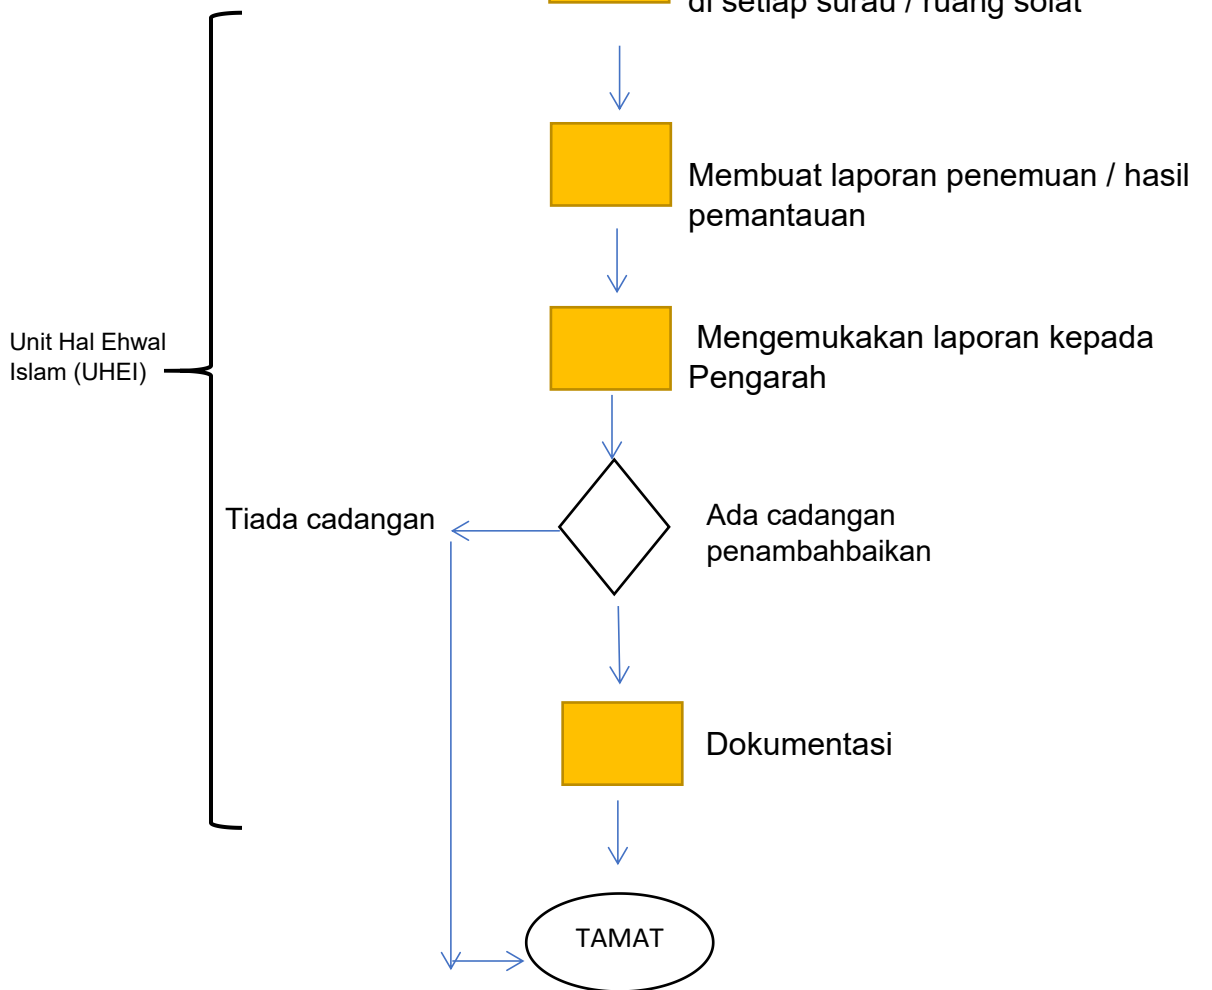 di setiap surau / ruang solat
Membuat laporan penemuan / hasil
pemantauan
Mengemukakan laporan kepada
Pengarah
Unit Hal Ehwal
Islam (UHEI)
Tiada cadangan
Ada cadangan
penambahbaikan
Dokumentasi
TAMAT